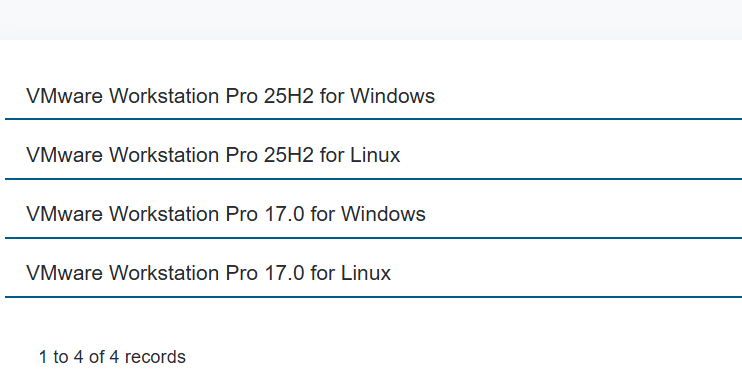 VMware Workstation Pro 25H2 for Windows
VMware Workstation Pro 25H2 for Linux
VMware Workstation Pro 17.0 for Windows
VMware Workstation Pro 17.0 for Linux
1 to 4 of 4 records